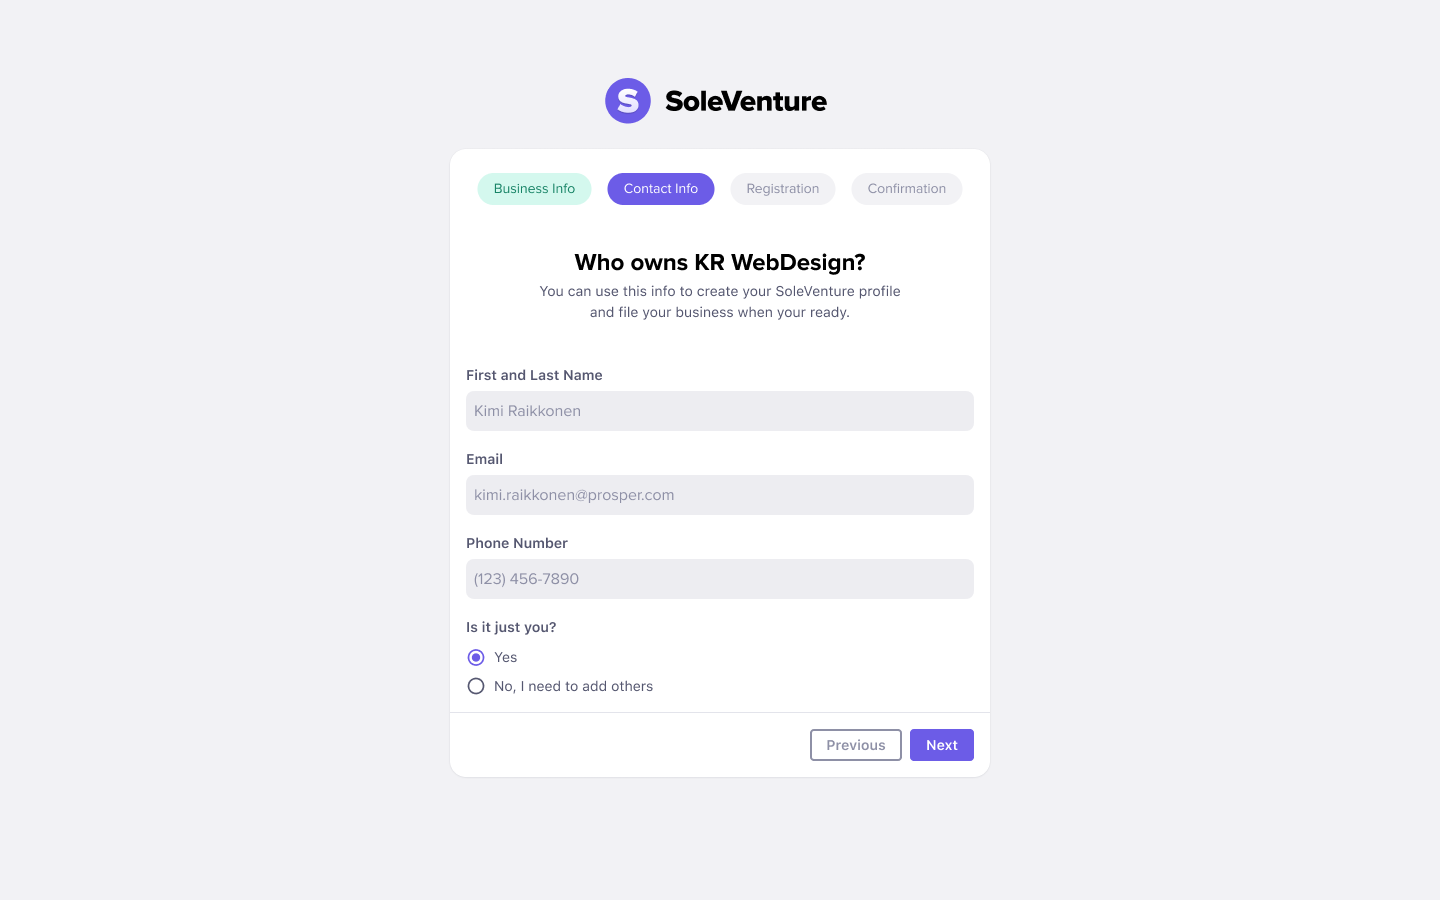 S SoleVenture
Business Info Contact Info Registration Confirmation
Who owns KR WebDesign?
You can use this info to create your SoleVenture profile
and file your business when your ready.
First and Last Name
Kimi Raikkonen
Email
kimi.raikkonen@prosper.com
Phone Number
(123) 456-7890
Is it just you?
Yes
No, I need to add others
Previous Next